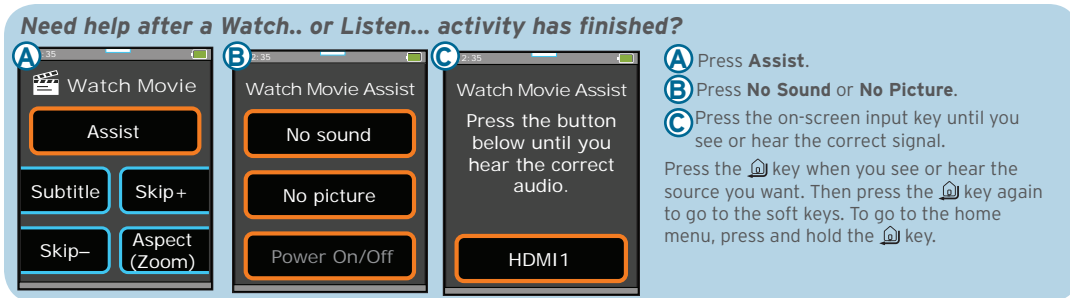 Need help after a Watch.. or Listen... activity has finished?
A
:35
Watch Movie
Assist
Subtitle
Skip+
Skip–
Aspect
(Zoom)
B
2:35
Watch Movie Assist
No sound
No picture
Power On/Off
C
2:35
Watch Movie Assist
Press the button
below until you
hear the correct
audio.
HDMI1
A Press Assist.
B Press No Sound or No Picture.
C Press the on-screen input key until you
see or hear the correct signal.
Press the key when you see or hear the
source you want. Then press the key again
to go to the soft keys. To go to the home
menu, press and hold the key.